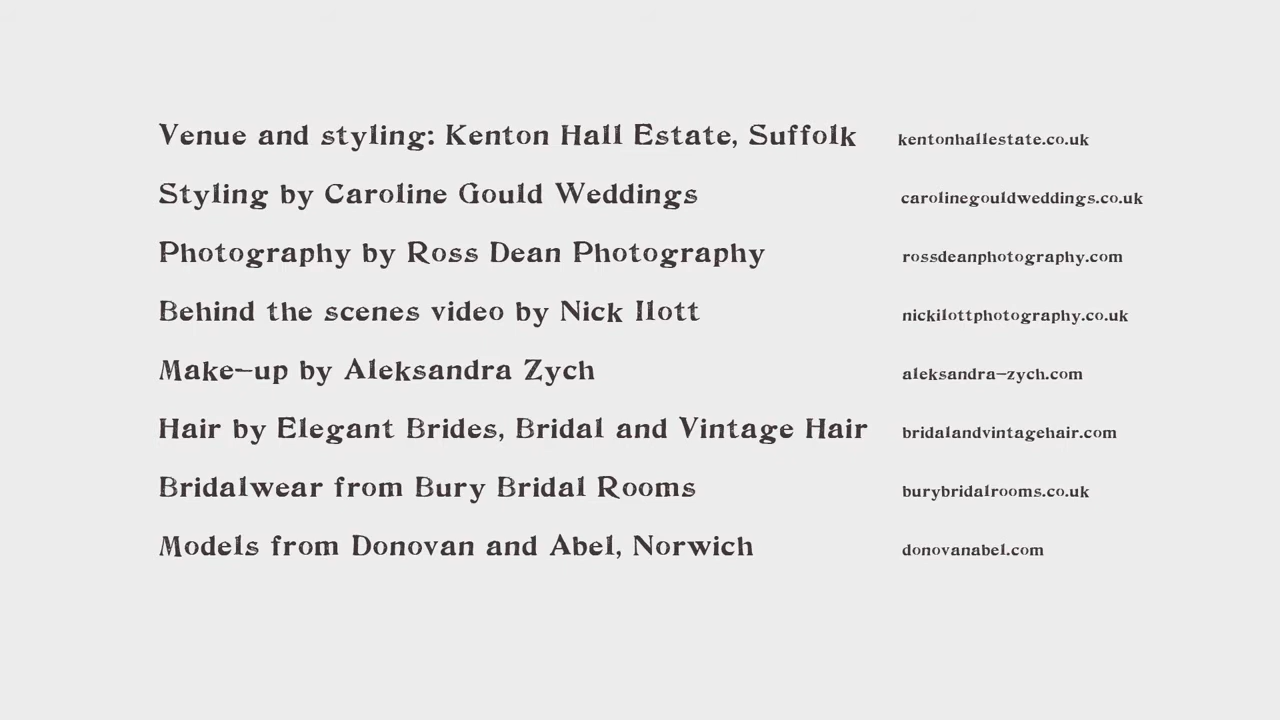 Venue and styling: Kenton Hall Estate, Suffolk kentonhallestate.co.uk
Styling by Caroline Gould Weddings carolinegouldweddings.co.uk
Photography by Ross Dean Photography rossdeanphotography.com
Behind the scenes video by Nick Ilott nickilottphotography.co.uk
Make-up by Aleksandra Zych aleksandra-zych.com
Hair by Elegant Brides, Bridal and Vintage Hair bridalandvintagehair.com
Bridalwear from Bury Bridal Rooms burybridalrooms.co.uk
Models from Donovan and Abel, Norwich donovanabel.com